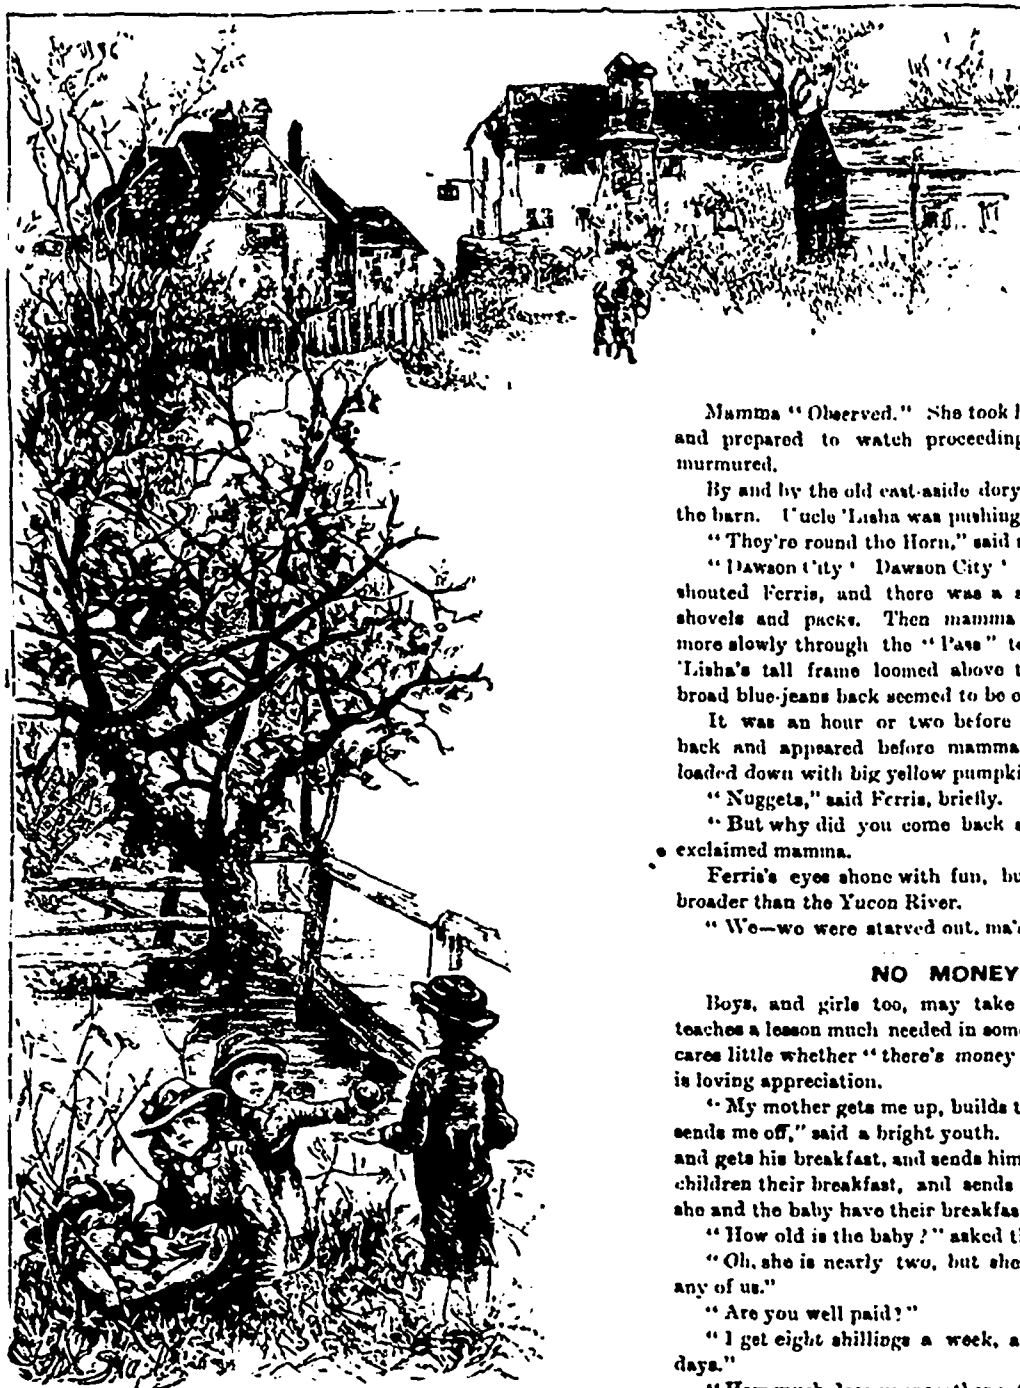 Mamma "Observed." She took
and prepared to watch proceeding
murmured.
By and by the old cast-aside dory
the barn. Uncle 'Lisha was pushing
"They're round the Horn," said
"Dawson City! Dawson City!
shouted Ferris, and there was a
shovels and packs. Then mamma
more slowly through the "Pass"
'Lisha's tall frame loomed above
broad blue-jeans back seemed to be
It was an hour or two before
back and appeared before mamma
loaded down with big yellow pumpki
"Nuggets," said Ferris, briefly.
"But why did you come back
exclaimed mamma.
Ferris's eyes shone with fun,
broader than the Yucon River.
"We—we were starved out, ma'
NO MONEY
Boys, and girls too, may take
teaches a lesson much needed in
cares little whether "there's money
is loving appreciation.
"My mother gets me up, builds
sends me off," said a bright youth.
and gets his breakfast, and sends him
children their breakfast, and sends
she and the baby have their breakfas
"How old is the baby?" asked
"Oh, she is nearly two, but she
any of us."
"Are you well paid?"
"I get eight shillings a week,
days."